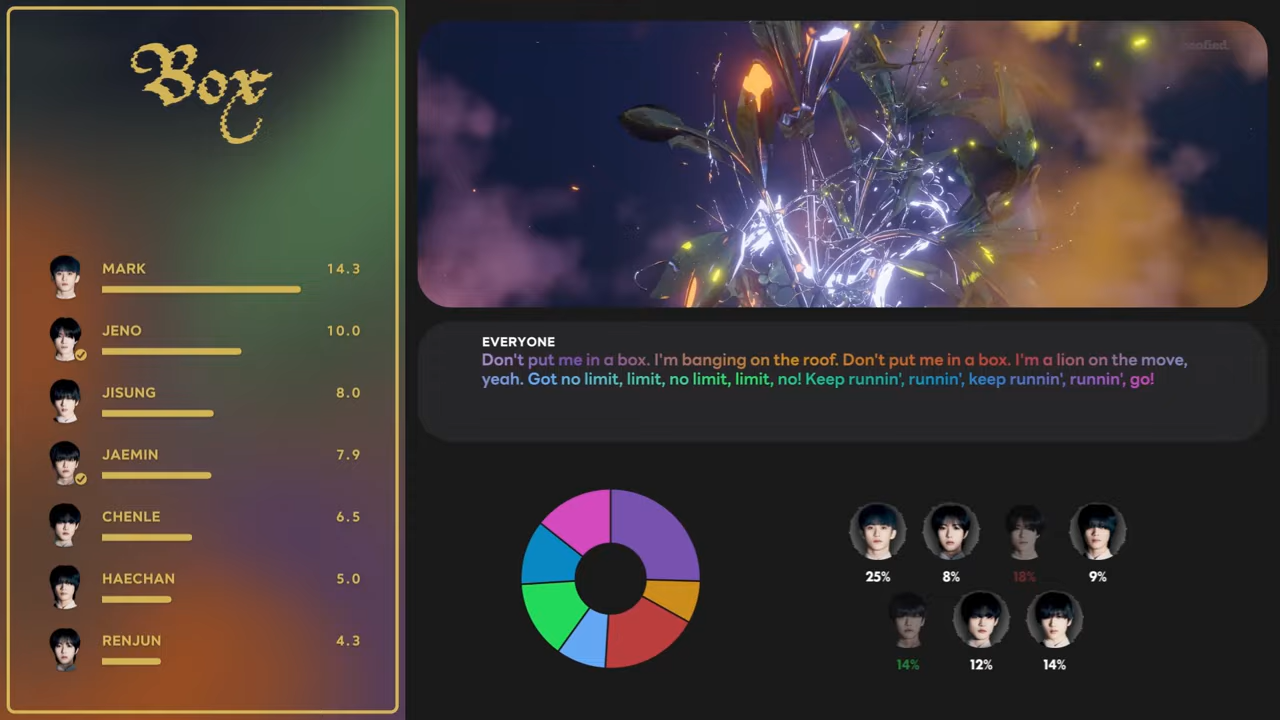 Box
MARK 14.3
JENO 10.0
JISUNG 8.0
JAEMIN 7.9
CHENLE 6.5
HAECHAN 5.0
RENJUN 4.3
EVERYONE
Don't put me in a box. I'm banging on the roof. Don't put me in a box. I'm a lion on the move,
yeah. Got no limit, limit, no limit, limit, no! Keep runnin', runnin', keep runnin', runnin', go!
25% 8% 18% 9%
14% 12% 14%